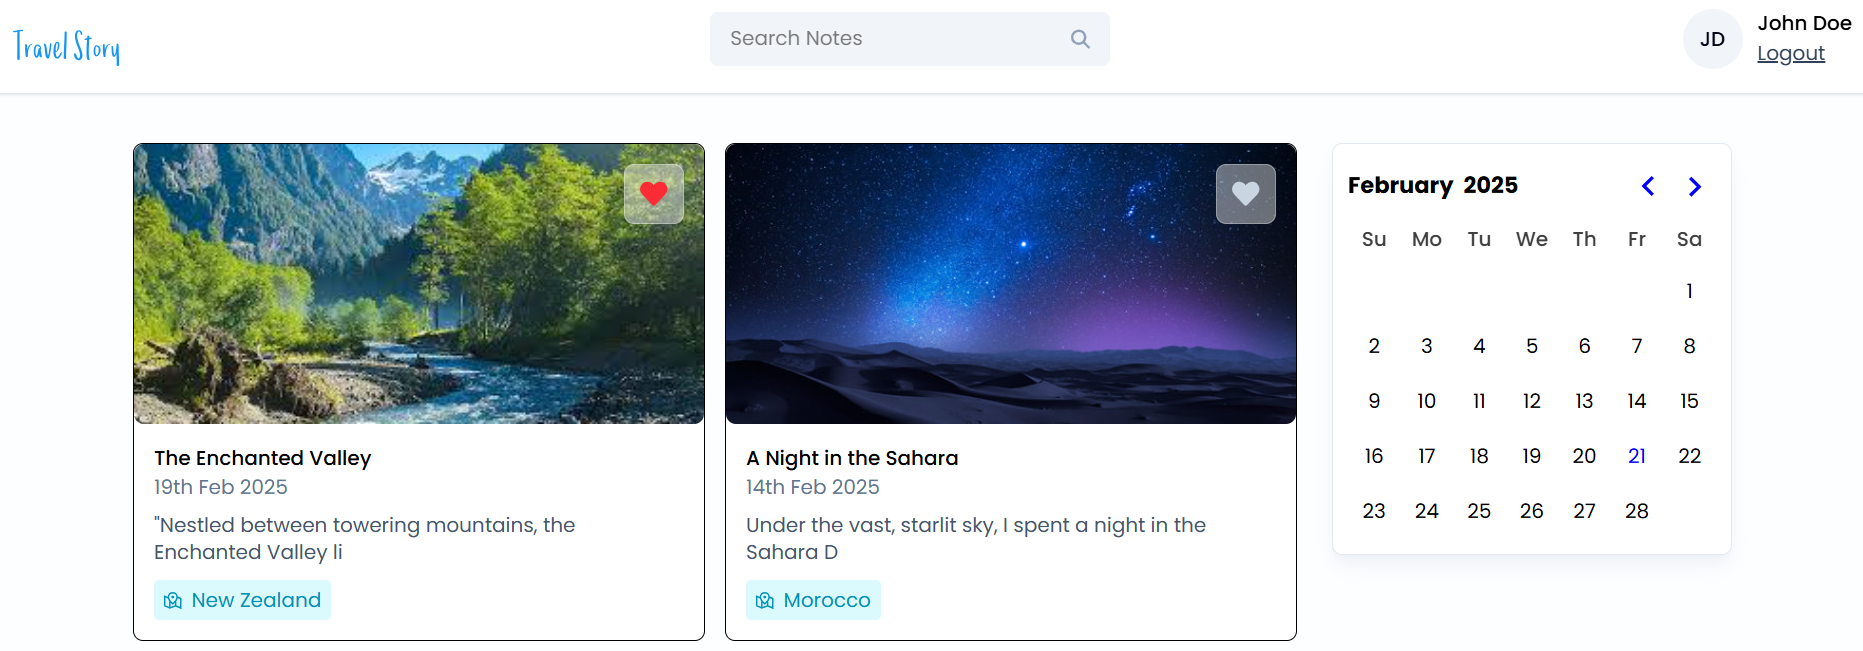 Travel Story
Search Notes
JD
John Doe
Logout
The Enchanted Valley
19th Feb 2025
"Nestled between towering mountains, the
Enchanted Valley li
New Zealand
A Night in the Sahara
14th Feb 2025
Under the vast, starlit sky, I spent a night in the
Sahara D
Morocco
February 2025
Su Mo Tu We Th Fr Sa
1
2 3 4 5 6 7 8
9 10 11 12 13 14 15
16 17 18 19 20 21 22
23 24 25 26 27 28